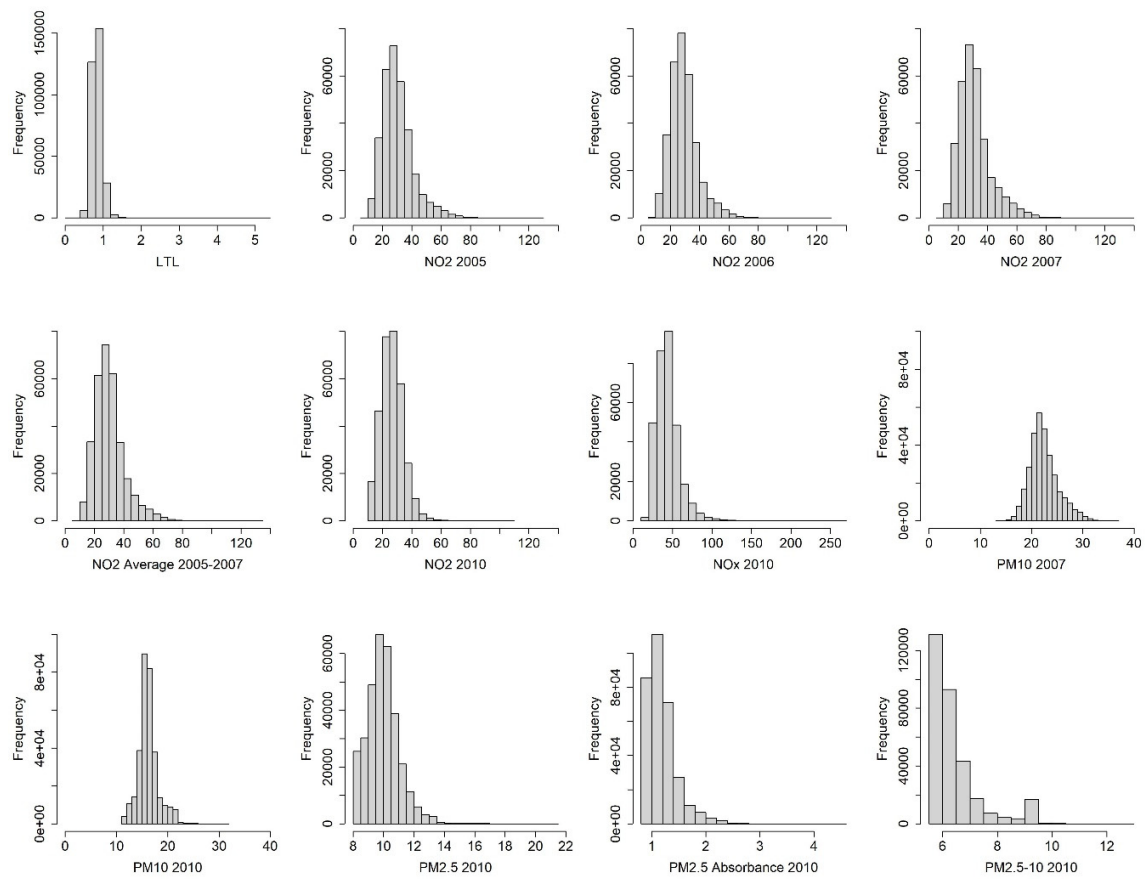 Frequency
0 50000 100000 150000
0 1 2 3 4 5
LTL
Frequency
0 20000 60000
0 20 40 60 80 120
NO2 2005
Frequency
0 20000 60000
0 20 40 60 80 120
NO2 2006
Frequency
0 20000 60000
0 20 40 60 80 120
NO2 2007
Frequency
0 20000 60000
0 20 40 60 80 120
NO2 Average 2005-2007
Frequency
0 20000 60000
0 20 40 60 80 120
NO2 2010
Frequency
0 20000 60000
0 50 100 150 200 250
NOx 2010
Frequency
0e+00 4e+04 8e+04
0 10 20 30 40
PM10 2007
Frequency
0e+00 4e+04 8e+04
0 10 20 30 40
PM10 2010
Frequency
0 20000 40000 60000
8 10 12 14 16 18 20 22
PM2.5 2010
Frequency
0e+00 4e+04 8e+04
1 2 3 4
PM2.5 Absorbance 2010
Frequency
0 40000 80000 120000
6 8 10 12
PM2.5-10 2010